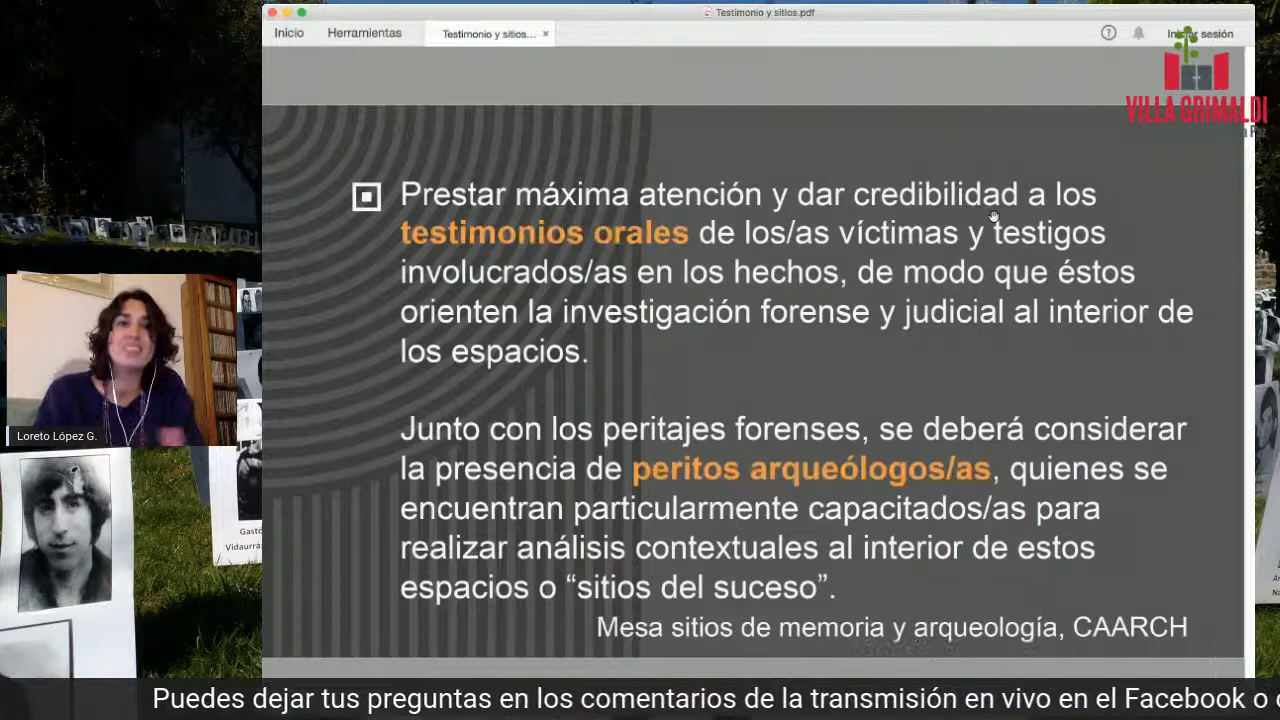 Testimonio y sitios.pdf
Inicio
Herramientas
Testimonio y sitios...
Iniciar sesión
VILLA GRIMALDI
Prestar máxima atención y dar credibilidad a los
testimonios orales de los/as víctimas y testigos
involucrados/as en los hechos, de modo que éstos
orienten la investigación forense y judicial al interior de
los espacios.
Junto con los peritajes forenses, se deberá considerar
la presencia de peritos arqueólogos/as, quienes se
encuentran particularmente capacitados/as para
realizar análisis contextuales al interior de estos
espacios o “sitios del suceso”.
Mesa sitios de memoria y arqueología, CAARCH
Loreto López G.
Vidaurráz
Puedes dejar tus preguntas en los comentarios de la transmisión en vivo en el Facebook o